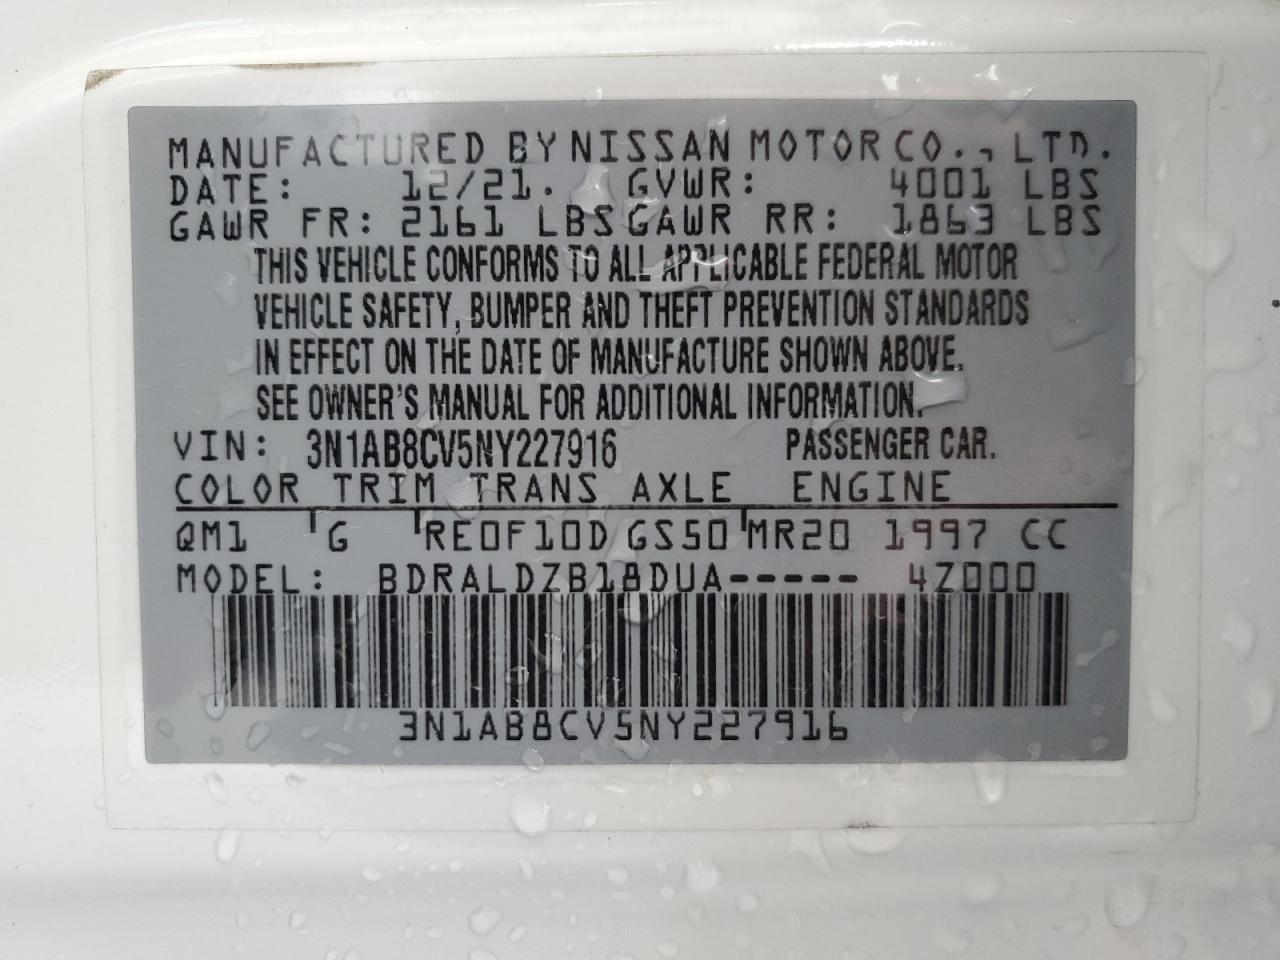 MANUFACTURED BY NISSAN MOTOR CO., LTD.
DATE: 12/21. GVWR: 4001 LBS
GAWR FR: 2161 LBS GAWR RR: 1863 LBS
THIS VEHICLE CONFORMS TO ALL APPLICABLE FEDERAL MOTOR
VEHICLE SAFETY, BUMPER AND THEFT PREVENTION STANDARDS
IN EFFECT ON THE DATE OF MANUFACTURE SHOWN ABOVE.
SEE OWNER'S MANUAL FOR ADDITIONAL INFORMATION.
VIN: 3N1AB8CV5NY227916 PASSENGER CAR.
COLOR TRIM TRANS AXLE ENGINE
QM1 G RE0F10D GS50 MR20 1997 CC
MODEL: BDRALDZB18DUA----- 4Z000
3N1AB8CV5NY227916